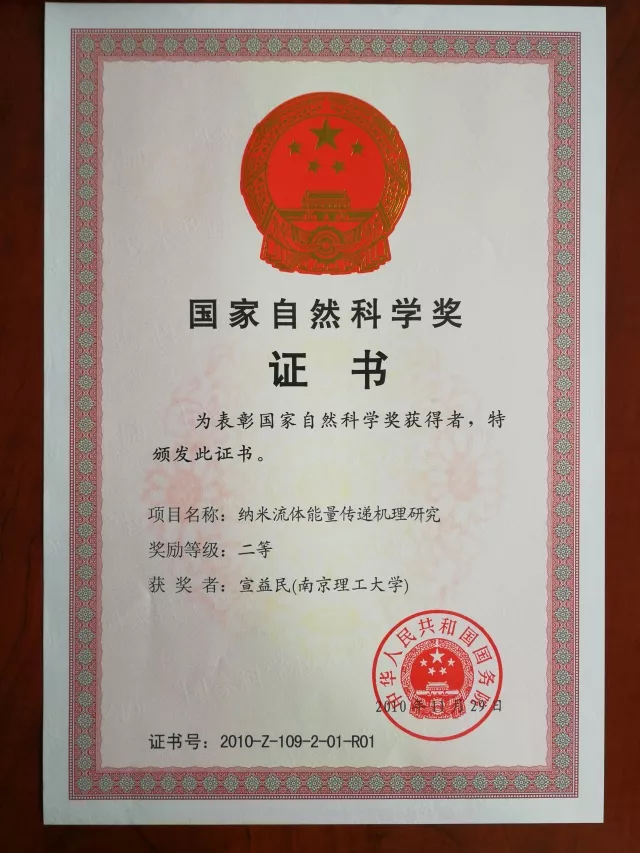 国家自然科学奖
证书
为表彰国家自然科学奖获得者，特
颁发此证书。
项目名称：纳米流体能量传递机理研究
奖励等级：二等
获奖者：宣益民(南京理工大学)
中华人民共和国国务院
2010年11月29日
证书号：2010-Z-109-2-01-R01